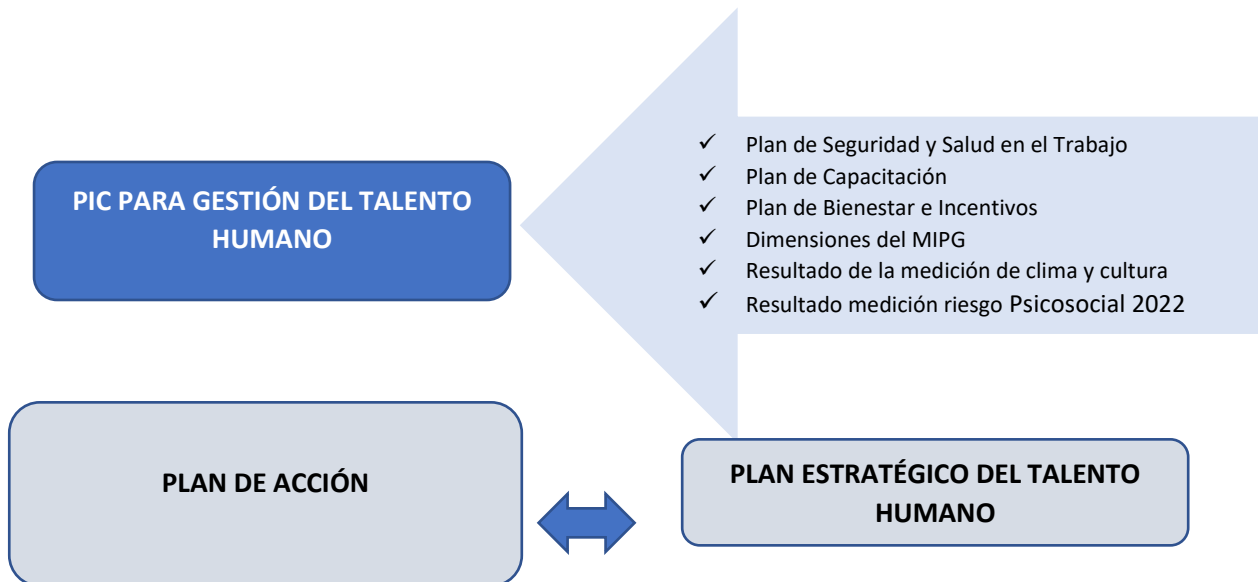 ✓ Plan de Seguridad y Salud en el Trabajo
✓ Plan de Capacitación
✓ Plan de Bienestar e Incentivos
✓ Dimensiones del MIPG
✓ Resultado de la medición de clima y cultura
✓ Resultado medición riesgo Psicosocial 2022
PIC PARA GESTIÓN DEL TALENTO
HUMANO
PLAN DE ACCIÓN
PLAN ESTRATÉGICO DEL TALENTO
HUMANO